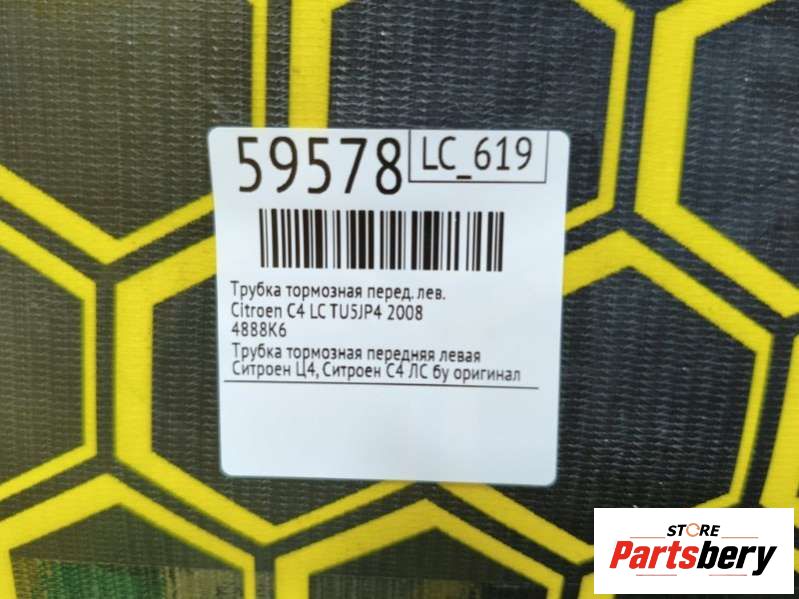 59578
LC_619
Трубка тормозная перед. лев.
Citroen C4 LC TU5JP4 2008
4888K6
Трубка тормозная передняя левая
Ситроен Ц4, Ситроен С4 ЛС бу оригинал
STORE
Partsbery